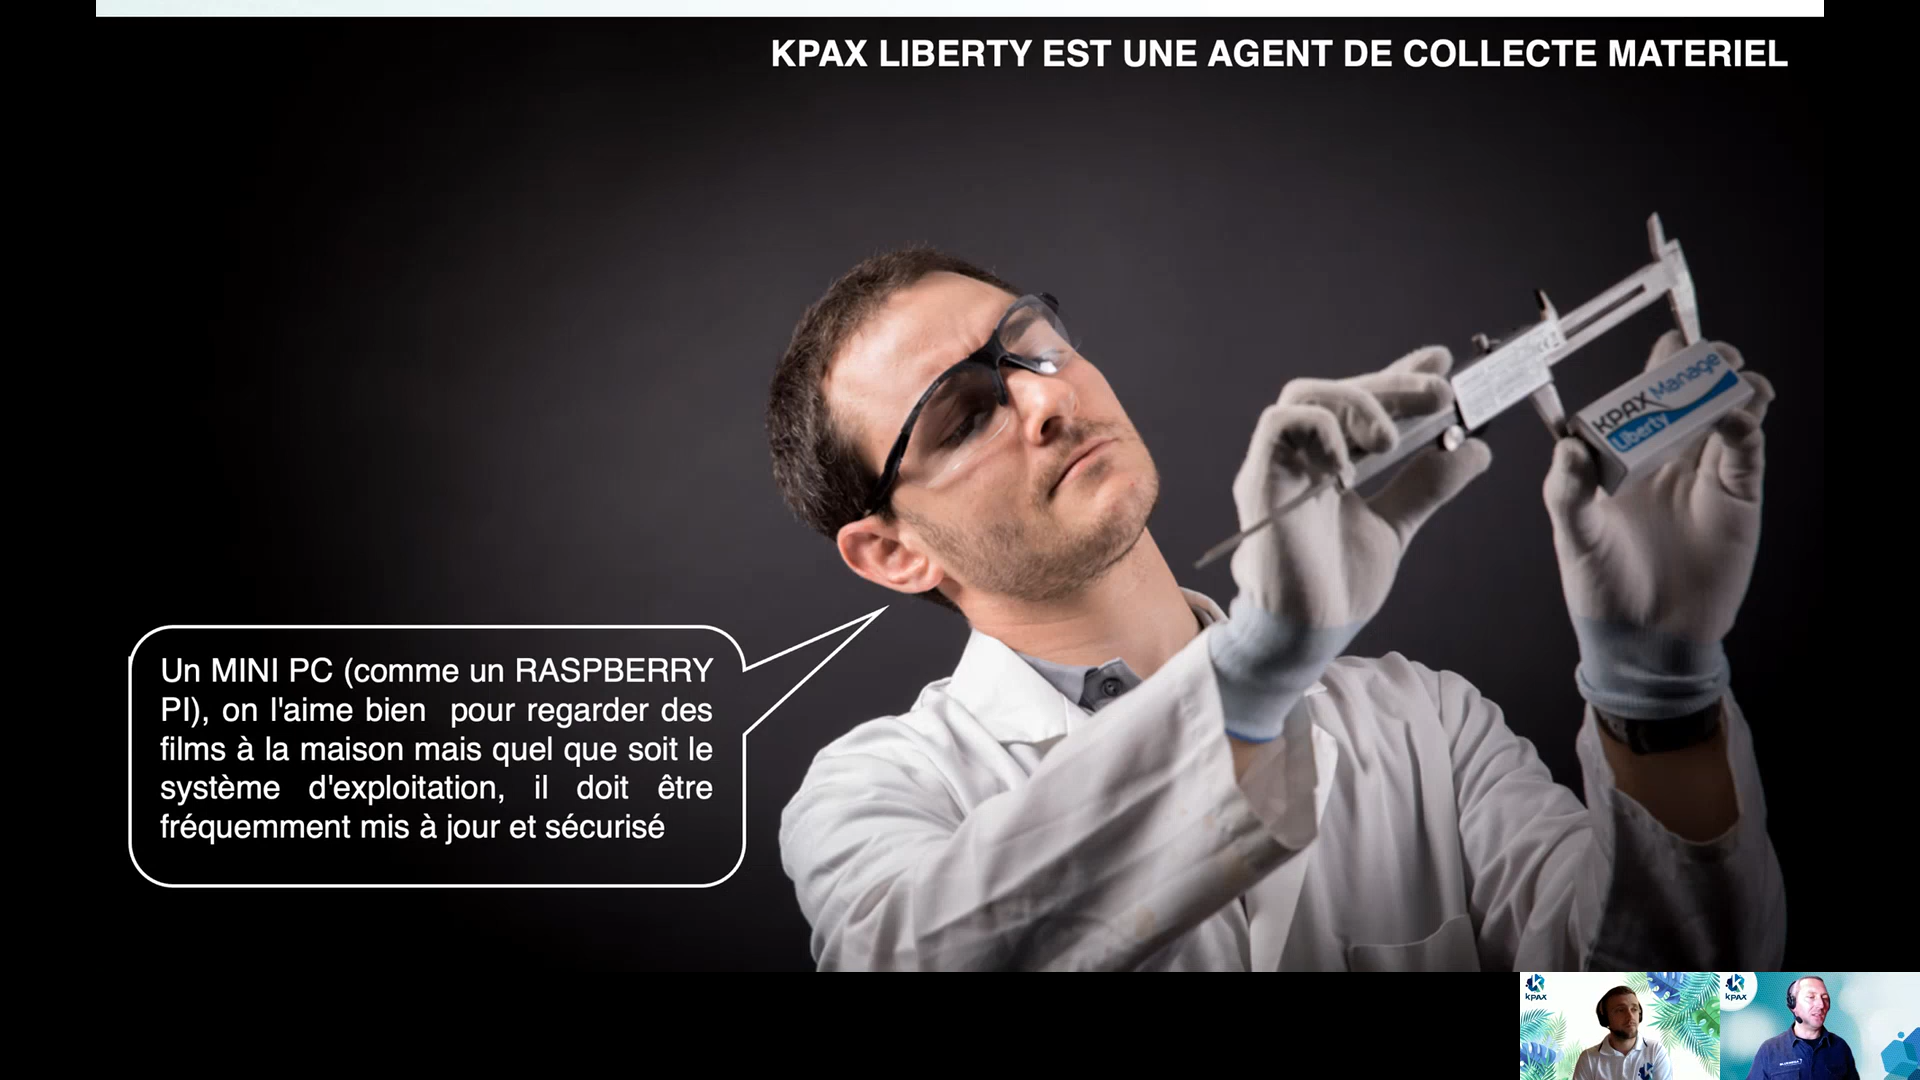 KPAX LIBERTY EST UNE AGENT DE COLLECTE MATERIEL
KPAX Manage
Liberty
Un MINI PC (comme un RASPBERRY
PI), on l'aime bien pour regarder des
films à la maison mais quel que soit le
système d'exploitation, il doit être
fréquemment mis à jour et sécurisé
KPAX
KPAX